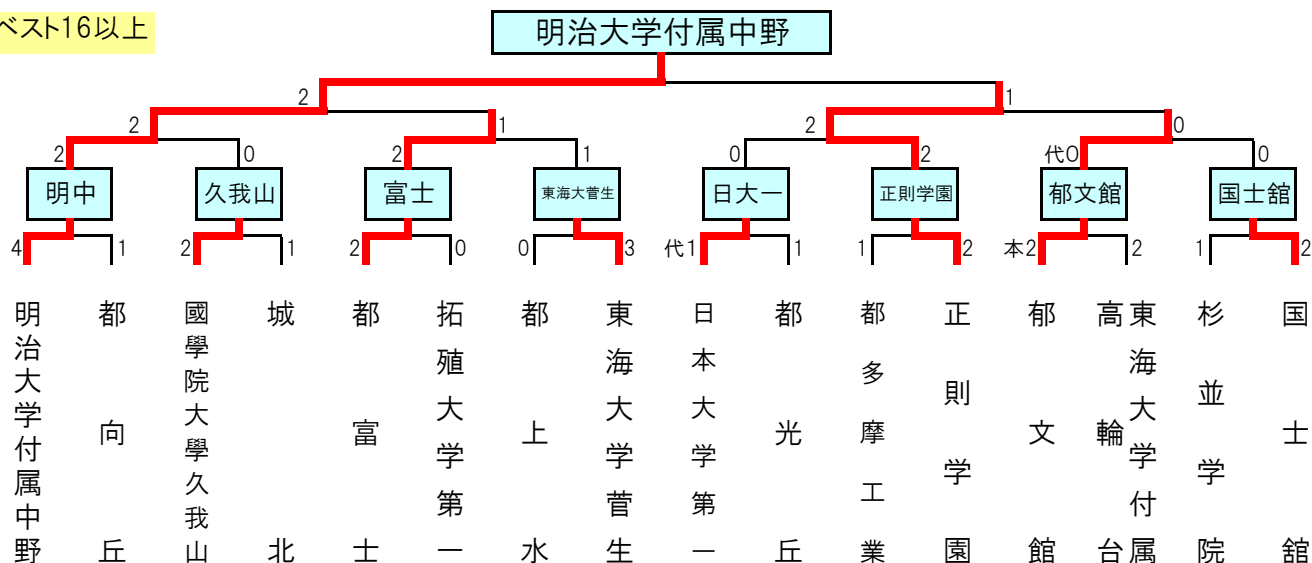 ベスト16以上
明治大学付属中野
2
1
2
1
2
0
2
0
2
1
0
2
代0
0
明中
久我山
富士
東海大菅生
日大一
正則学園
郁文館
国士舘
4
1
2
1
2
0
0
3
代1
1
1
2
本2
2
1
2
明治大学付属中野
都向丘
國學院大學久我山
城北
都富士
拓殖大学第一
都上水
東海大学菅生
日本大学第一
都光丘
都多摩工業
正則学園
郁文館
東海大学付属
高輪台
杉並学院
国士舘